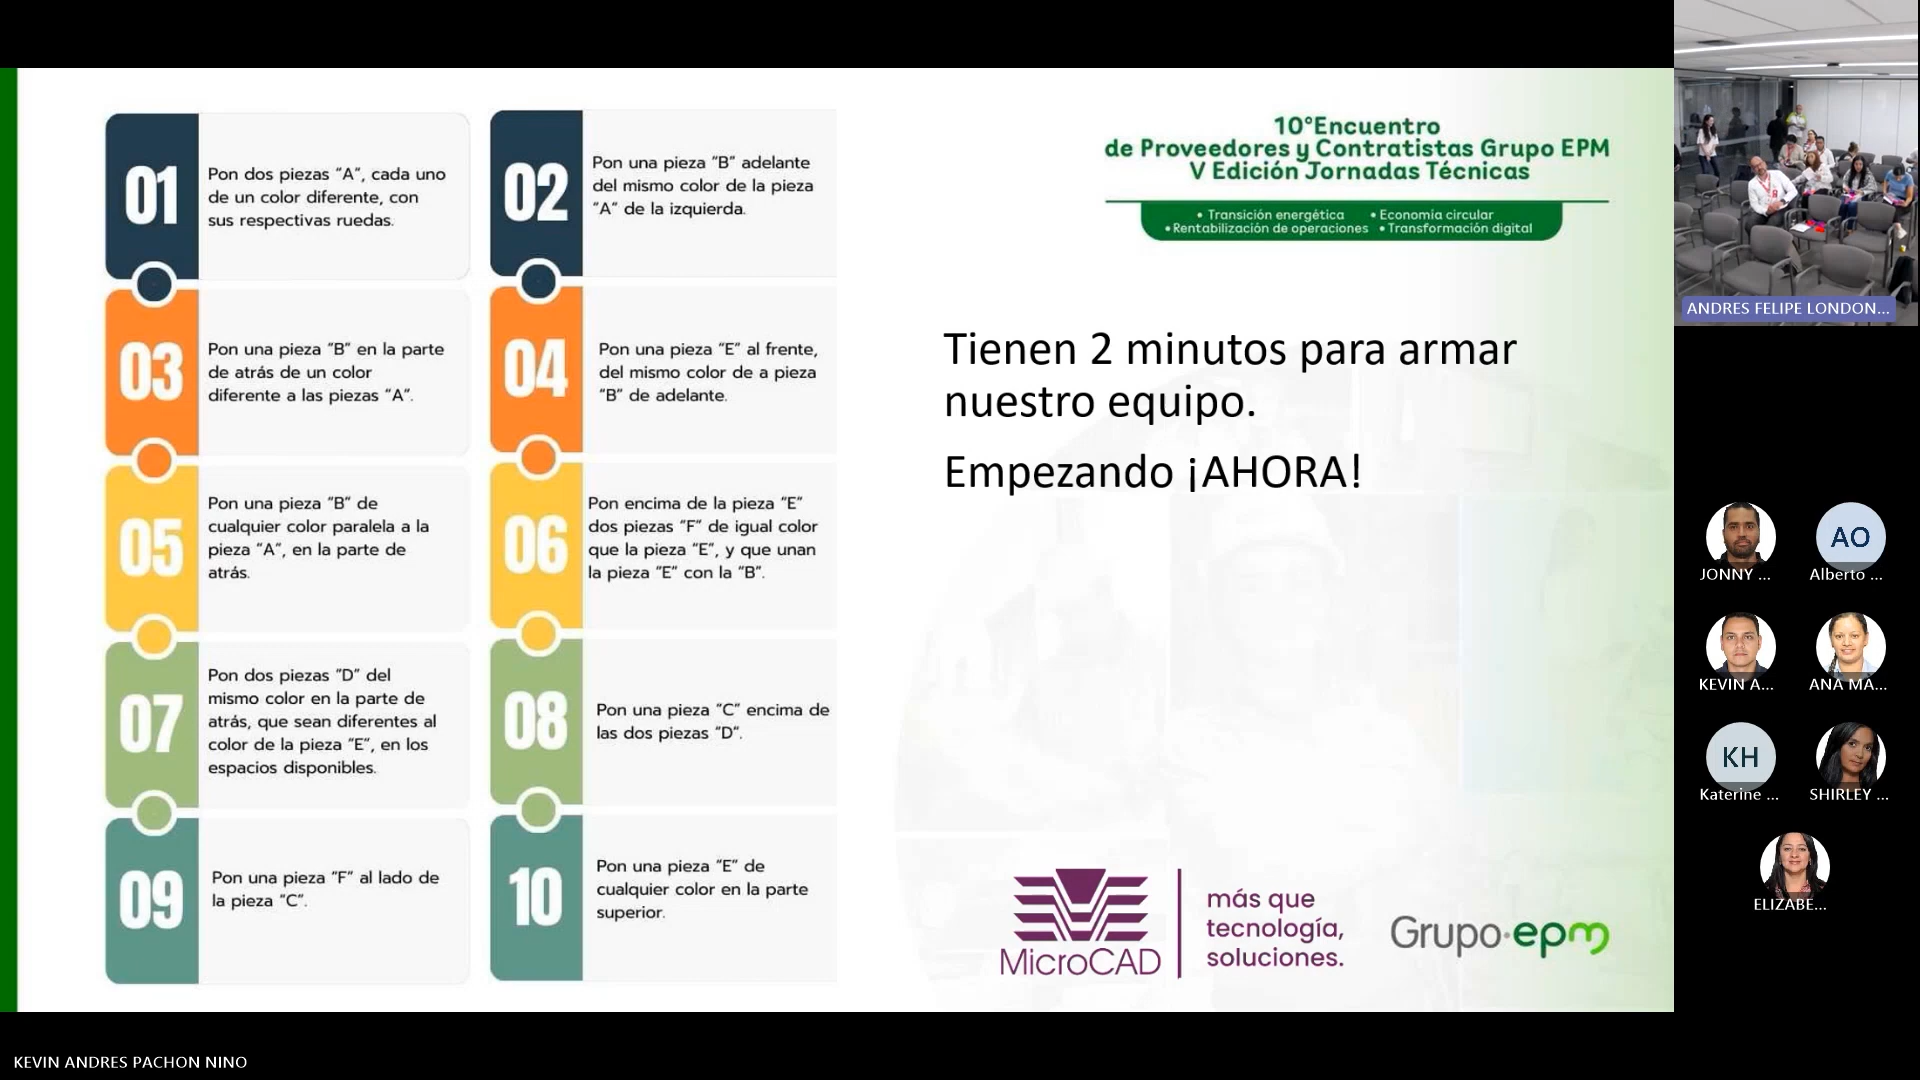 01
Pon dos piezas “A”, cada uno
de un color diferente, con
sus respectivas ruedas.
02
Pon una pieza “B” adelante
del mismo color de la pieza
“A” de la izquierda.
03
Pon una pieza “B” en la parte
de atrás de un color
diferente a las piezas “A”.
04
Pon una pieza “E” al frente,
del mismo color de a pieza
“B” de adelante.
05
Pon una pieza “B” de
cualquier color paralela a la
pieza “A”, en la parte de
atrás.
06
Pon encima de la pieza “E”
dos piezas “F” de igual color
que la pieza “E”, y que unan
la pieza “E” con la “B”.
07
Pon dos piezas “D” del
mismo color en la parte de
atrás, que sean diferentes al
color de la pieza “E”, en los
espacios disponibles.
08
Pon una pieza “C” encima de
las dos piezas “D”.
09
Pon una pieza “F” al lado de
la pieza “C”.
10
Pon una pieza “E” de
cualquier color en la parte
superior.
10°Encuentro
de Proveedores y Contratistas Grupo EPM
V Edición Jornadas Técnicas
• Transición energética • Economía circular
• Rentabilización de operaciones • Transformación digital
Tienen 2 minutos para armar
nuestro equipo.
Empezando ¡AHORA!
MicroCAD
más que
tecnología,
soluciones.
Grupo·epm
ANDRES FELIPE LONDON...
JONNY ...
AO
Alberto ...
KEVIN A...
ANA MA...
KH
Katerine ...
SHIRLEY ...
ELIZABE...
KEVIN ANDRES PACHON NINO